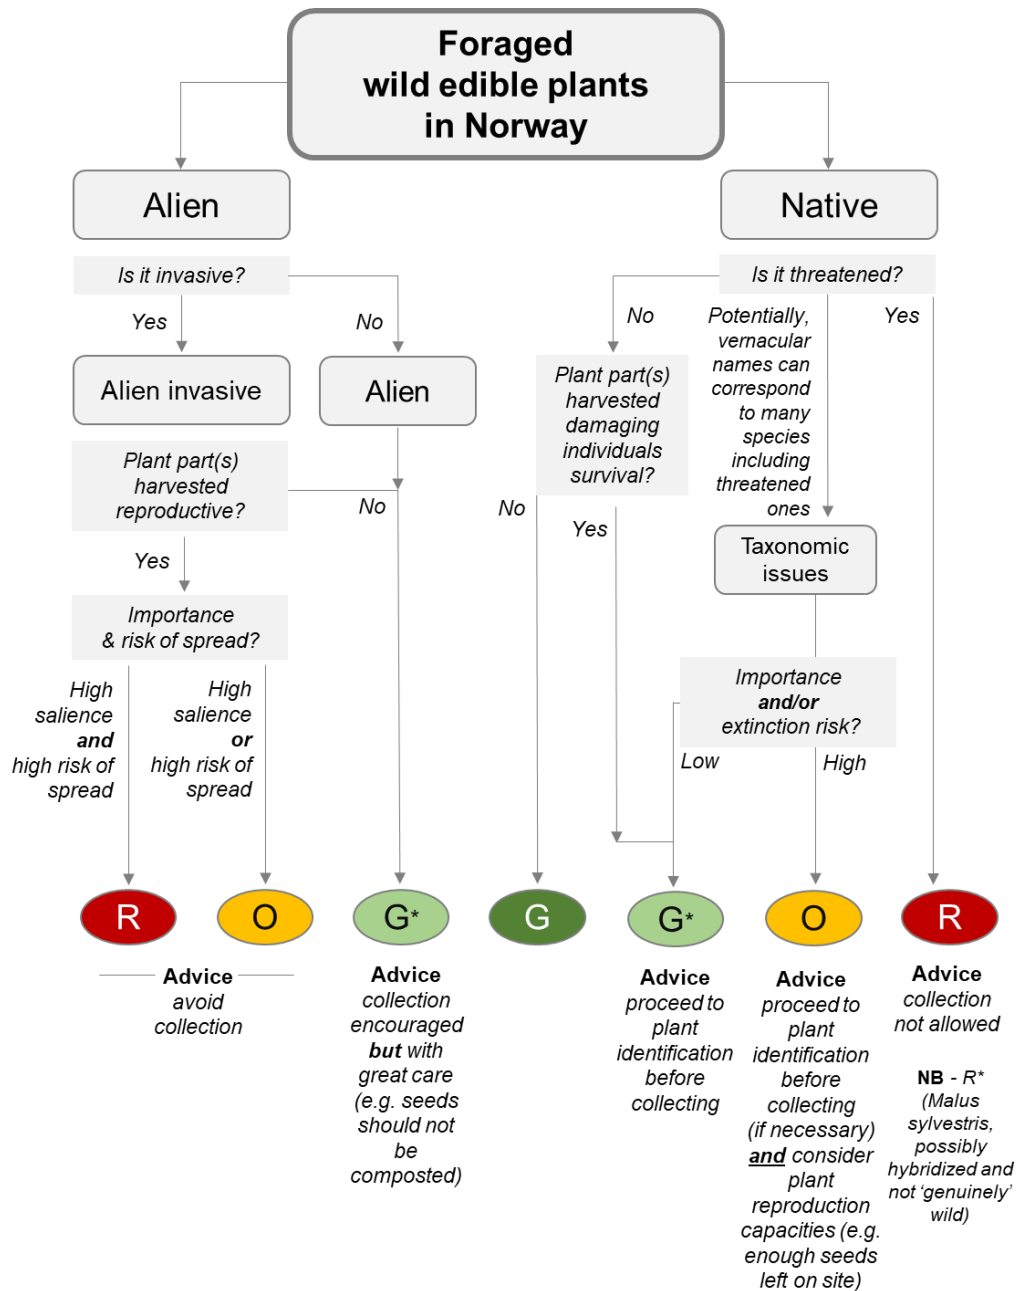 Foraged
wild edible plants
in Norway
Alien
Native
Is it invasive?
Is it threatened?
Yes
No
No
Potentially,
vernacular
names can
correspond
to many
species
including
threatened
ones
Yes
Alien invasive
Alien
Plant part(s)
harvested
damaging
individuals
survival?
Plant part(s)
harvested
reproductive?
No
No
Yes
Taxonomic
issues
Yes
Importance
& risk of spread?
Importance
and/or
extinction risk?
High
salience
and
high risk of
spread
High
salience
or
high risk of
spread
Low
High
R
O
G*
G
G*
O
R
Advice
avoid
collection
Advice
collection
encouraged
but with
great care
(e.g. seeds
should not
be
composted)
Advice
proceed to
plant
identification
before
collecting
Advice
proceed to
plant
identification
before
collecting
(if necessary)
and consider
plant
reproduction
capacities (e.g.
enough seeds
left on site)
Advice
collection
not allowed
NB - R*
(Malus
sylvestris,
possibly
hybridized and
not ‘genuinely’
wild)